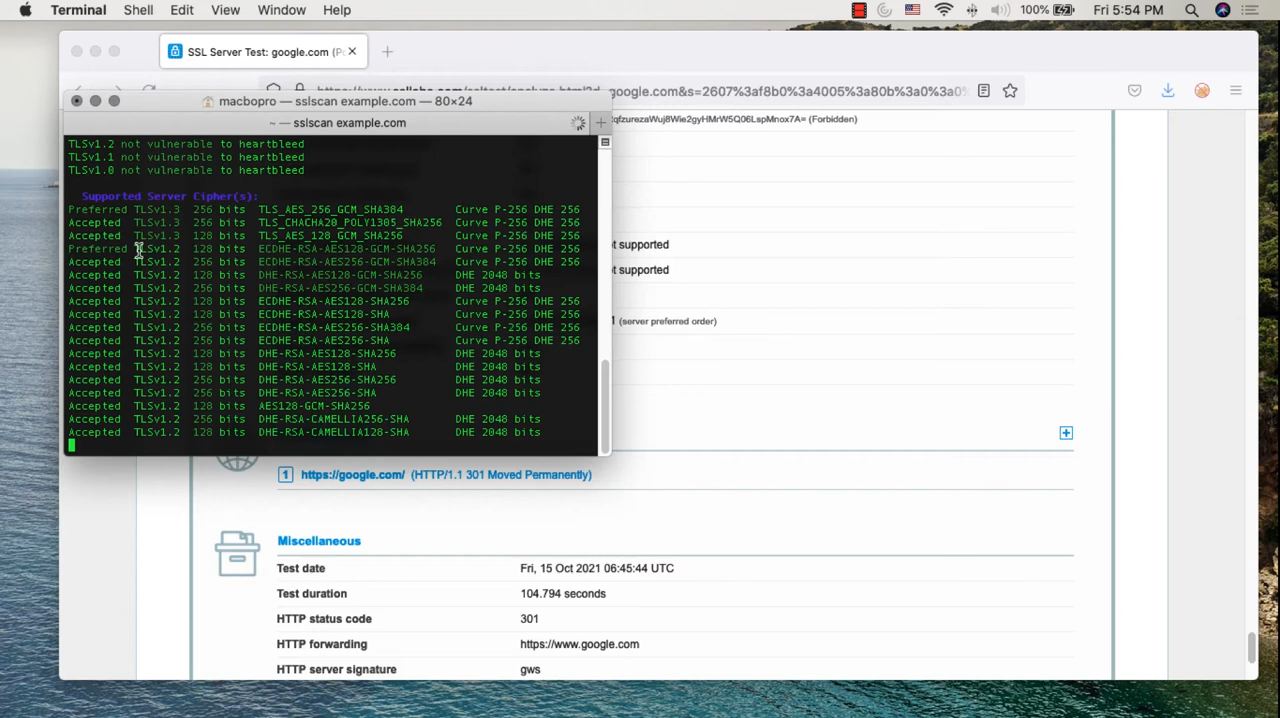 Terminal Shell Edit View Window Help 100% Fri 5:54 PM
SSL Server Test: google.com (P
google.com&s=2607%3af8b0%3a4005%3a80b%3a0%3a
macbopro — sslscan example.com — 80×24
~ — sslscan example.com
(Forbidden)
TLSv1.2 not vulnerable to heartbleed
TLSv1.1 not vulnerable to heartbleed
TLSv1.0 not vulnerable to heartbleed
Supported Server Cipher(s):
Preferred TLSv1.3 256 bits TLS_AES_256_GCM_SHA384 Curve P-256 DHE 256
Accepted TLSv1.3 256 bits TLS_CHACHA20_POLY1305_SHA256 Curve P-256 DHE 256
Accepted TLSv1.3 128 bits TLS_AES_128_GCM_SHA256 Curve P-256 DHE 256
Preferred TLSv1.2 128 bits ECDHE-RSA-AES128-GCM-SHA256 Curve P-256 DHE 256
Accepted TLSv1.2 256 bits ECDHE-RSA-AES256-GCM-SHA384 Curve P-256 DHE 256
Accepted TLSv1.2 128 bits DHE-RSA-AES128-GCM-SHA256 DHE 2048 bits
Accepted TLSv1.2 256 bits DHE-RSA-AES256-GCM-SHA384 DHE 2048 bits
Accepted TLSv1.2 128 bits ECDHE-RSA-AES128-SHA256 Curve P-256 DHE 256
Accepted TLSv1.2 128 bits ECDHE-RSA-AES128-SHA Curve P-256 DHE 256
Accepted TLSv1.2 256 bits ECDHE-RSA-AES256-SHA384 Curve P-256 DHE 256
Accepted TLSv1.2 256 bits ECDHE-RSA-AES256-SHA Curve P-256 DHE 256
Accepted TLSv1.2 128 bits DHE-RSA-AES128-SHA256 DHE 2048 bits
Accepted TLSv1.2 128 bits DHE-RSA-AES128-SHA DHE 2048 bits
Accepted TLSv1.2 256 bits DHE-RSA-AES256-SHA256 DHE 2048 bits
Accepted TLSv1.2 256 bits DHE-RSA-AES256-SHA DHE 2048 bits
Accepted TLSv1.2 128 bits AES128-GCM-SHA256
Accepted TLSv1.2 256 bits DHE-RSA-CAMELLIA256-SHA DHE 2048 bits
Accepted TLSv1.2 128 bits DHE-RSA-CAMELLIA128-SHA DHE 2048 bits
t supported
t supported
1 (server preferred order)
1 https://google.com/ (HTTP/1.1 301 Moved Permanently)
Miscellaneous
Test date Fri, 15 Oct 2021 06:45:44 UTC
Test duration 104.794 seconds
HTTP status code 301
HTTP forwarding https://www.google.com
HTTP server signature gws